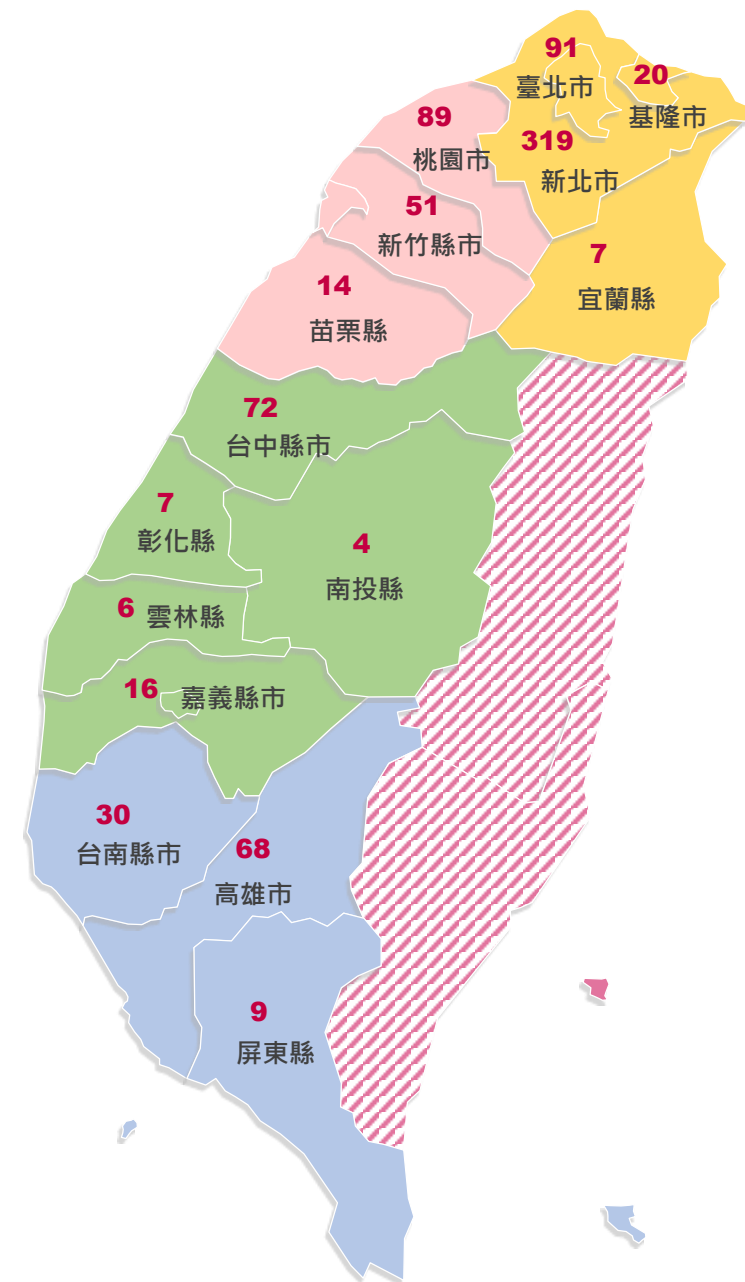 91
臺北市
20
基隆市
89
桃園市
319
新北市
51
新竹縣市
7
宜蘭縣
14
苗栗縣
72
台中縣市
7
彰化縣
4
南投縣
6 雲林縣
16 嘉義縣市
30
台南縣市
68
高雄市
9
屏東縣